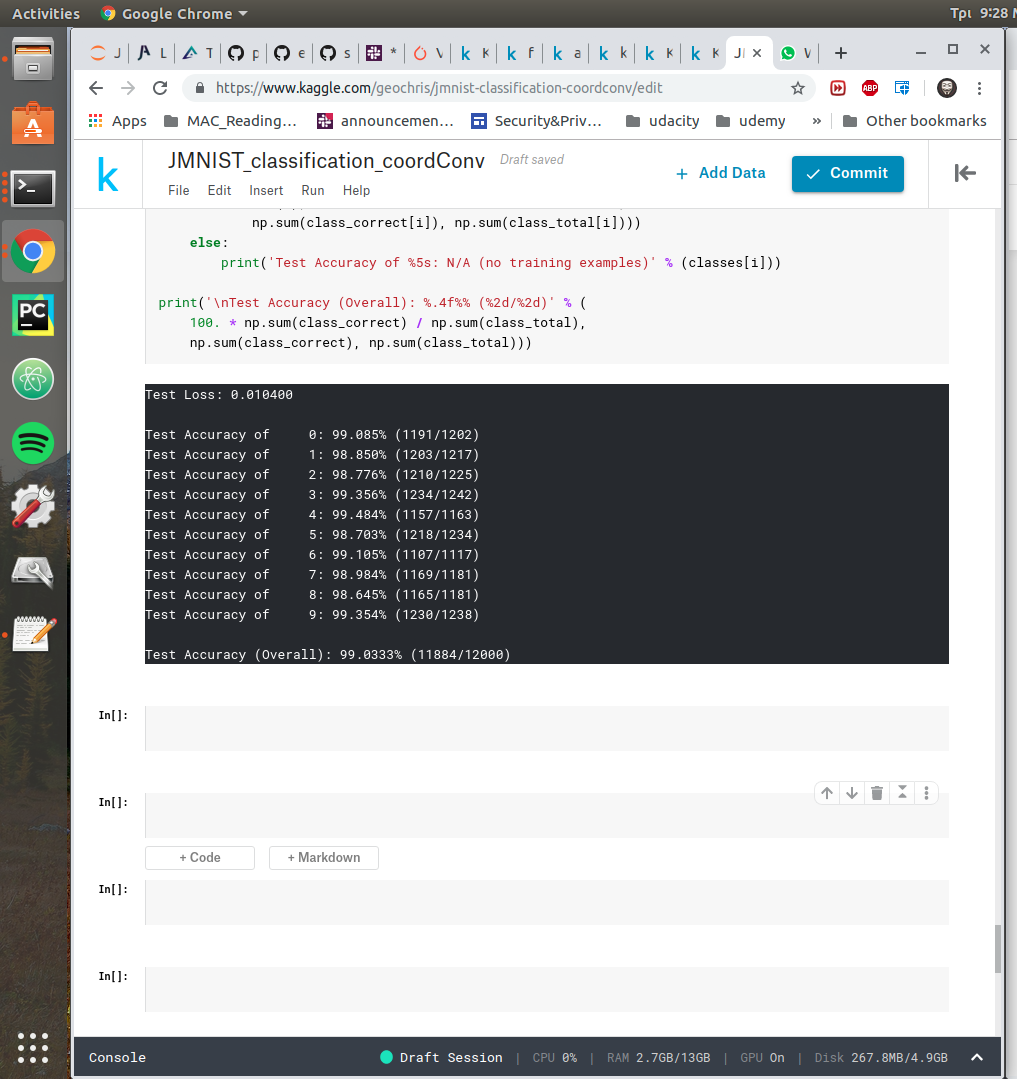 Activities Google Chrome Τρι 9:28
J L T p e s * V K f a k K K JI V
https://www.kaggle.com/geochris/jmnist-classification-coordconv/edit
ABP
Apps MAC_Reading... announcemen... Security&Priv... udacity udemy » Other bookmarks
k JMNIST_classification_coordConv Draft saved + Add Data Commit
File Edit Insert Run Help
np.sum(class_correct[i]), np.sum(class_total[i])))
else:
print('Test Accuracy of %5s: N/A (no training examples)' % (classes[i]))
print('\nTest Accuracy (Overall): %.4f%% (%2d/%2d)' % (
100. * np.sum(class_correct) / np.sum(class_total),
np.sum(class_correct), np.sum(class_total)))
Test Loss: 0.010400
Test Accuracy of     0: 99.085% (1191/1202)
Test Accuracy of     1: 98.850% (1203/1217)
Test Accuracy of     2: 98.776% (1210/1225)
Test Accuracy of     3: 99.356% (1234/1242)
Test Accuracy of     4: 99.484% (1157/1163)
Test Accuracy of     5: 98.703% (1218/1234)
Test Accuracy of     6: 99.105% (1107/1117)
Test Accuracy of     7: 98.984% (1169/1181)
Test Accuracy of     8: 98.645% (1165/1181)
Test Accuracy of     9: 99.354% (1230/1238)
Test Accuracy (Overall): 99.0333% (11884/12000)
In[]:
In[]:
+ Code + Markdown
In[]:
In[]:
Console Draft Session | CPU 0% | RAM 2.7GB/13GB | GPU On | Disk 267.8MB/4.9GB
PC